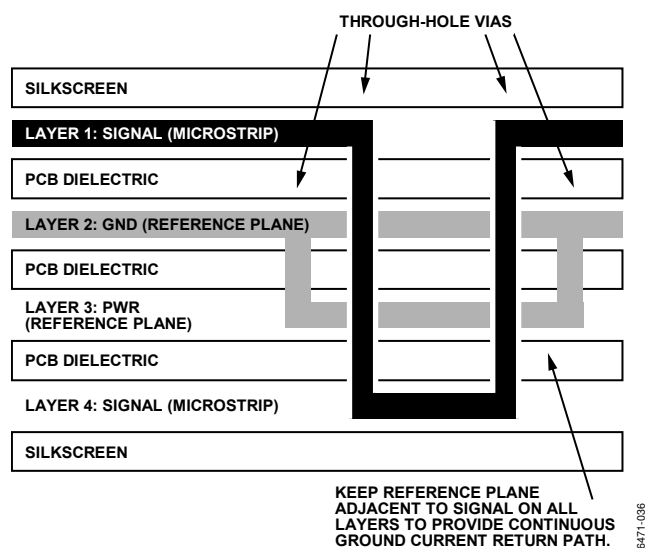 THROUGH-HOLE VIAS
SILKSCREEN
LAYER 1: SIGNAL (MICROSTRIP)
PCB DIELECTRIC
LAYER 2: GND (REFERENCE PLANE)
PCB DIELECTRIC
LAYER 3: PWR
(REFERENCE PLANE)
PCB DIELECTRIC
LAYER 4: SIGNAL (MICROSTRIP)
SILKSCREEN
KEEP REFERENCE PLANE
ADJACENT TO SIGNAL ON ALL
LAYERS TO PROVIDE CONTINUOUS
GROUND CURRENT RETURN PATH.
6471-036